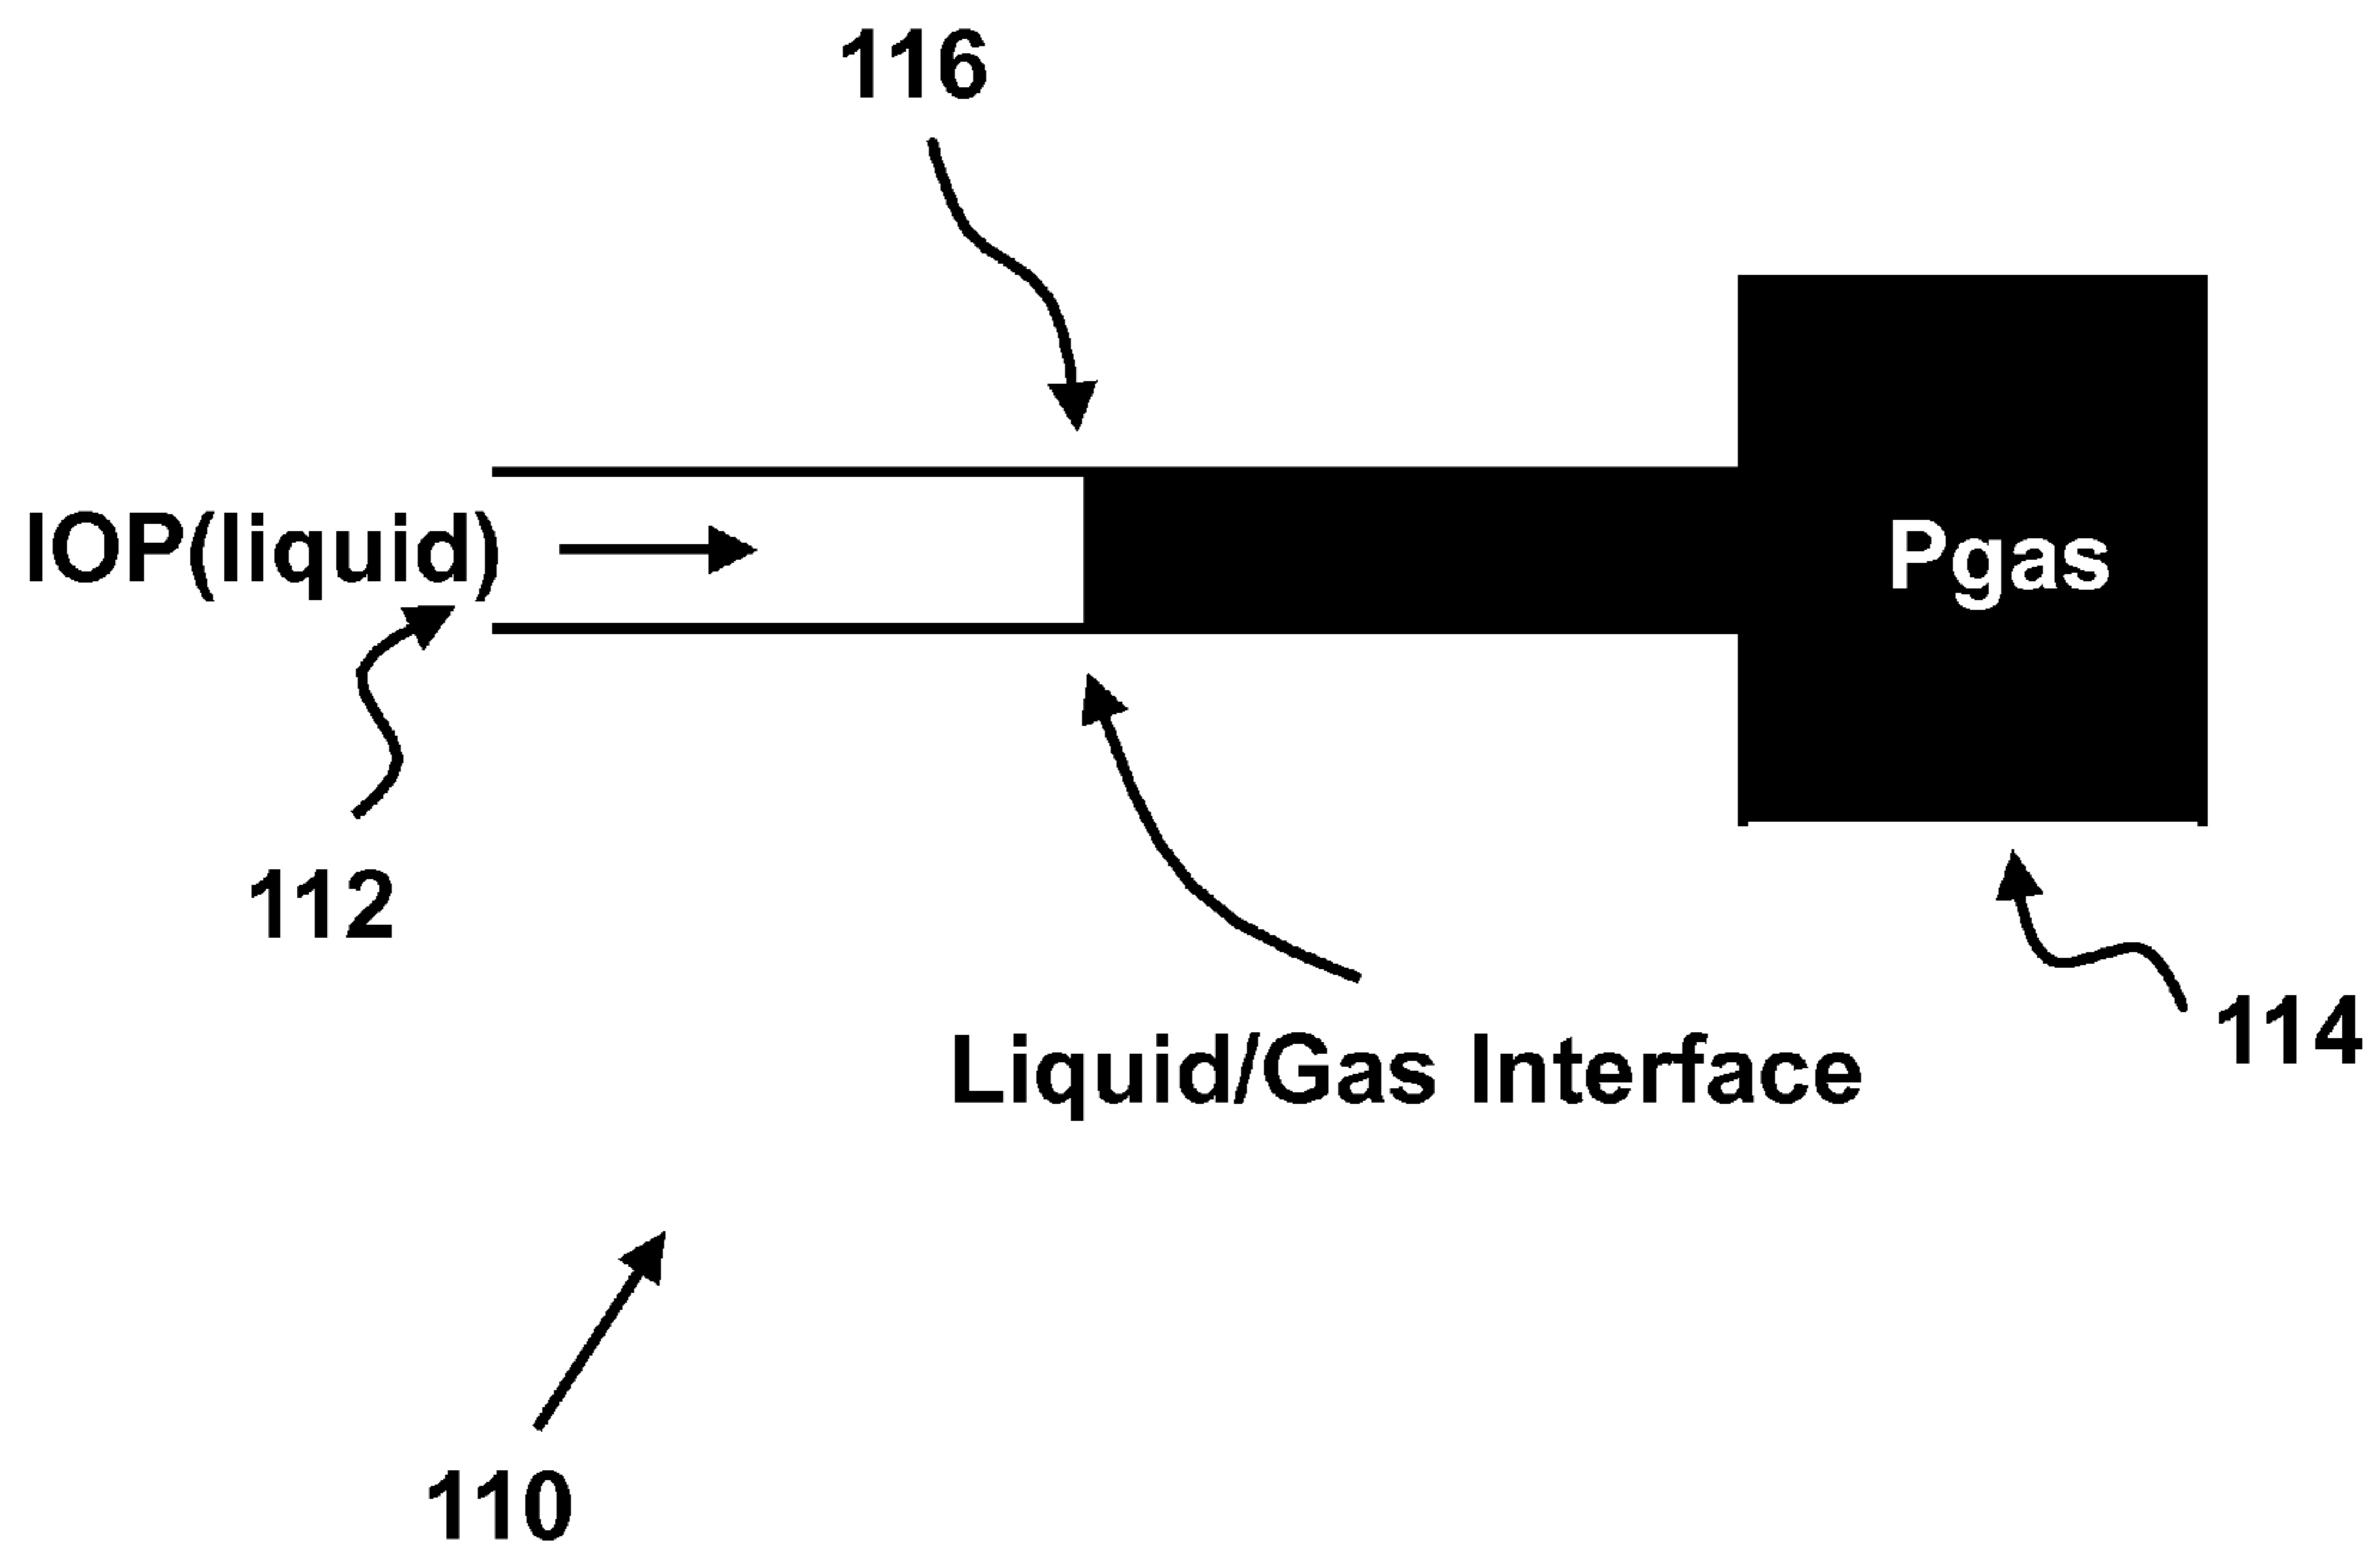 116
IOP(liquid)
Pgas
112
114
Liquid/Gas Interface
110